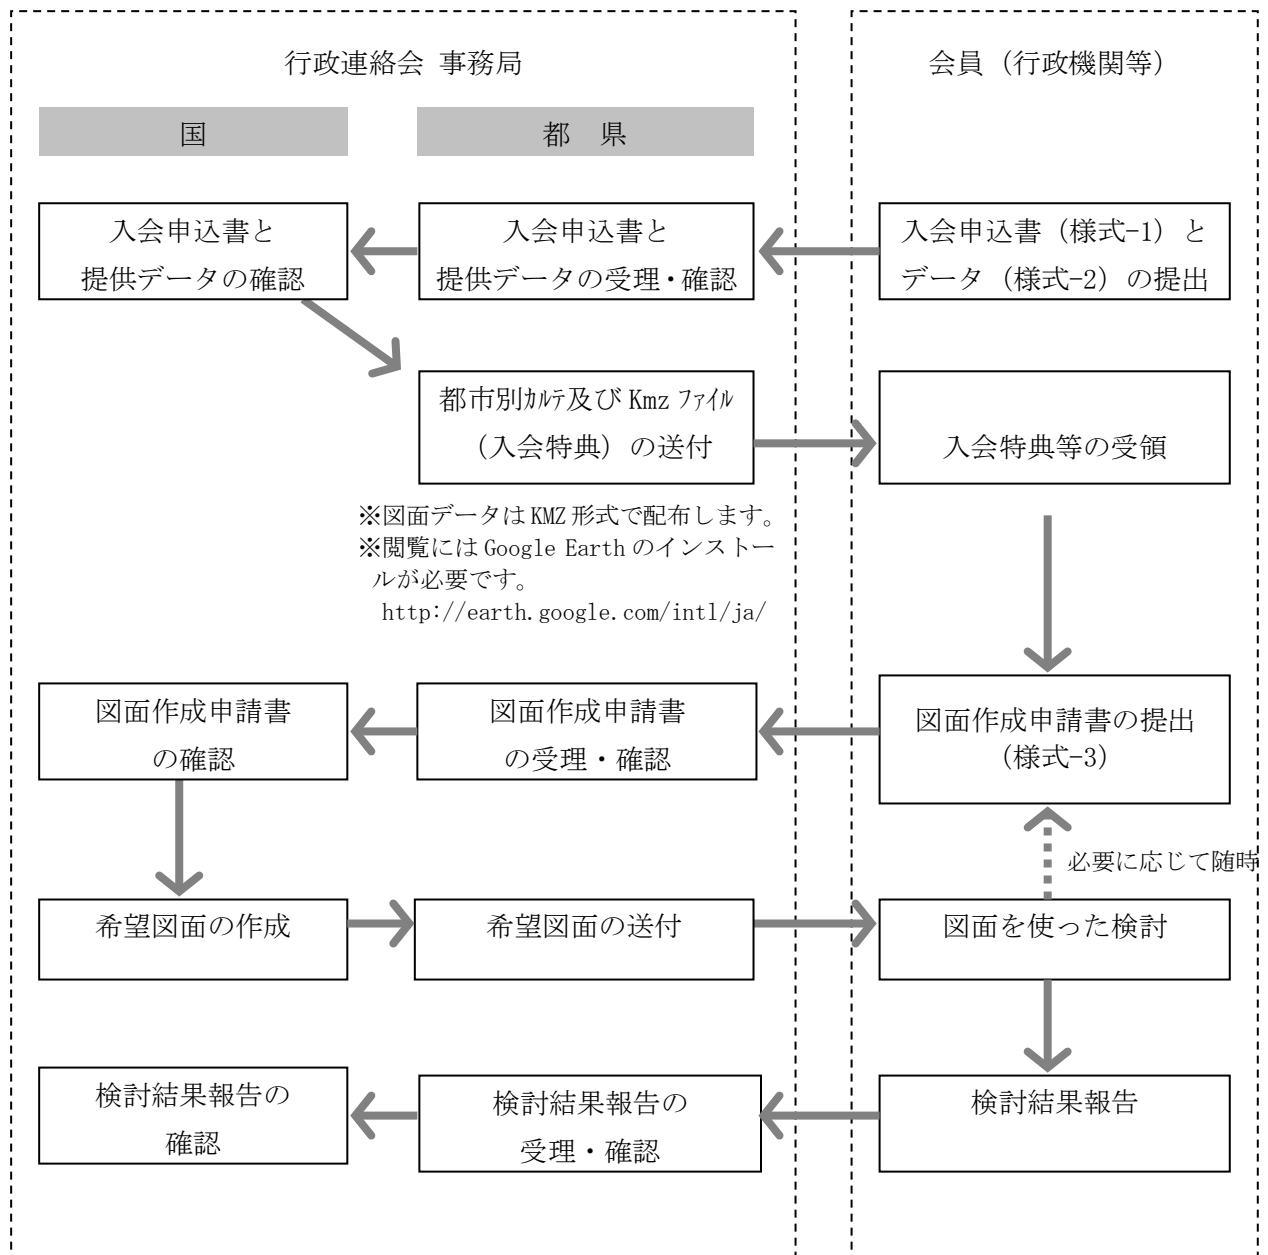 行政連絡会 事務局
会員（行政機関等）
国
都 県
入会申込書と
提供データの確認
入会申込書と
提供データの受理・確認
入会申込書（様式-1）と
データ（様式-2）の提出
都市別ｶﾙﾃ及び Kmz ﾌｧｲﾙ
（入会特典）の送付
入会特典等の受領
※図面データは KMZ 形式で配布します。
※閲覧には Google Earth のインストー
ルが必要です。
http://earth.google.com/intl/ja/
図面作成申請書
の確認
図面作成申請書
の受理・確認
図面作成申請書の提出
（様式-3）
必要に応じて随時
希望図面の作成
希望図面の送付
図面を使った検討
検討結果報告の
確認
検討結果報告の
受理・確認
検討結果報告